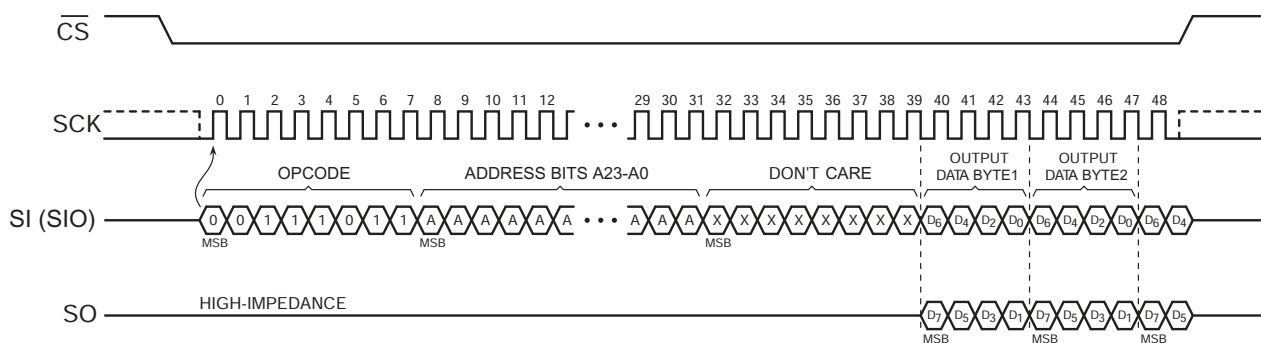 CS
0 1 2 3 4 5 6 7 8 9 10 11 12 29 30 31 32 33 34 35 36 37 38 39 40 41 42 43 44 45 46 47 48
SCK
OPCODE
ADDRESS BITS A23-A0
DON'T CARE
OUTPUT
DATA BYTE1
OUTPUT
DATA BYTE2
SI (SIO)
0 0 1 1 1 0 1 1 A A A A A A A A A X X X X X X X X D6 D4 D2 D0 D6 D4 D2 D0 D6 D4
MSB MSB MSB
HIGH-IMPEDANCE
SO
D7 D5 D3 D1 D7 D5 D3 D1 D7 D5
MSB MSB MSB